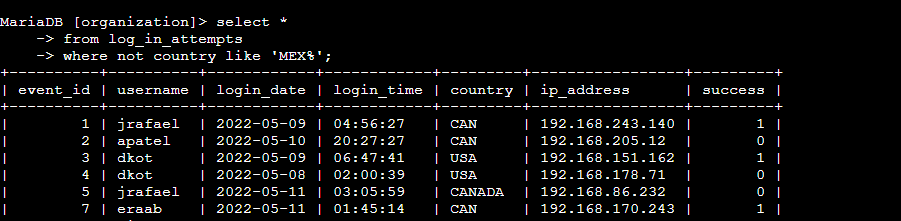 MariaDB [organization]> select *
    -> from log_in_attempts
    -> where not country like 'MEX%';
+----------+----------+------------+------------+---------+-----------------+---------+
| event_id | username | login_date | login_time | country | ip_address      | success |
+----------+----------+------------+------------+---------+-----------------+---------+
|        1 | jrafael  | 2022-05-09 | 04:56:27   | CAN     | 192.168.243.140 |       1 |
|        2 | apatel   | 2022-05-10 | 20:27:27   | CAN     | 192.168.205.12  |       0 |
|        3 | dkot     | 2022-05-09 | 06:47:41   | USA     | 192.168.151.162 |       1 |
|        4 | dkot     | 2022-05-08 | 02:00:39   | USA     | 192.168.178.71  |       0 |
|        5 | jrafael  | 2022-05-11 | 03:05:59   | CANADA  | 192.168.86.232  |       0 |
|        7 | eraab    | 2022-05-11 | 01:45:14   | CAN     | 192.168.170.243 |       1 |